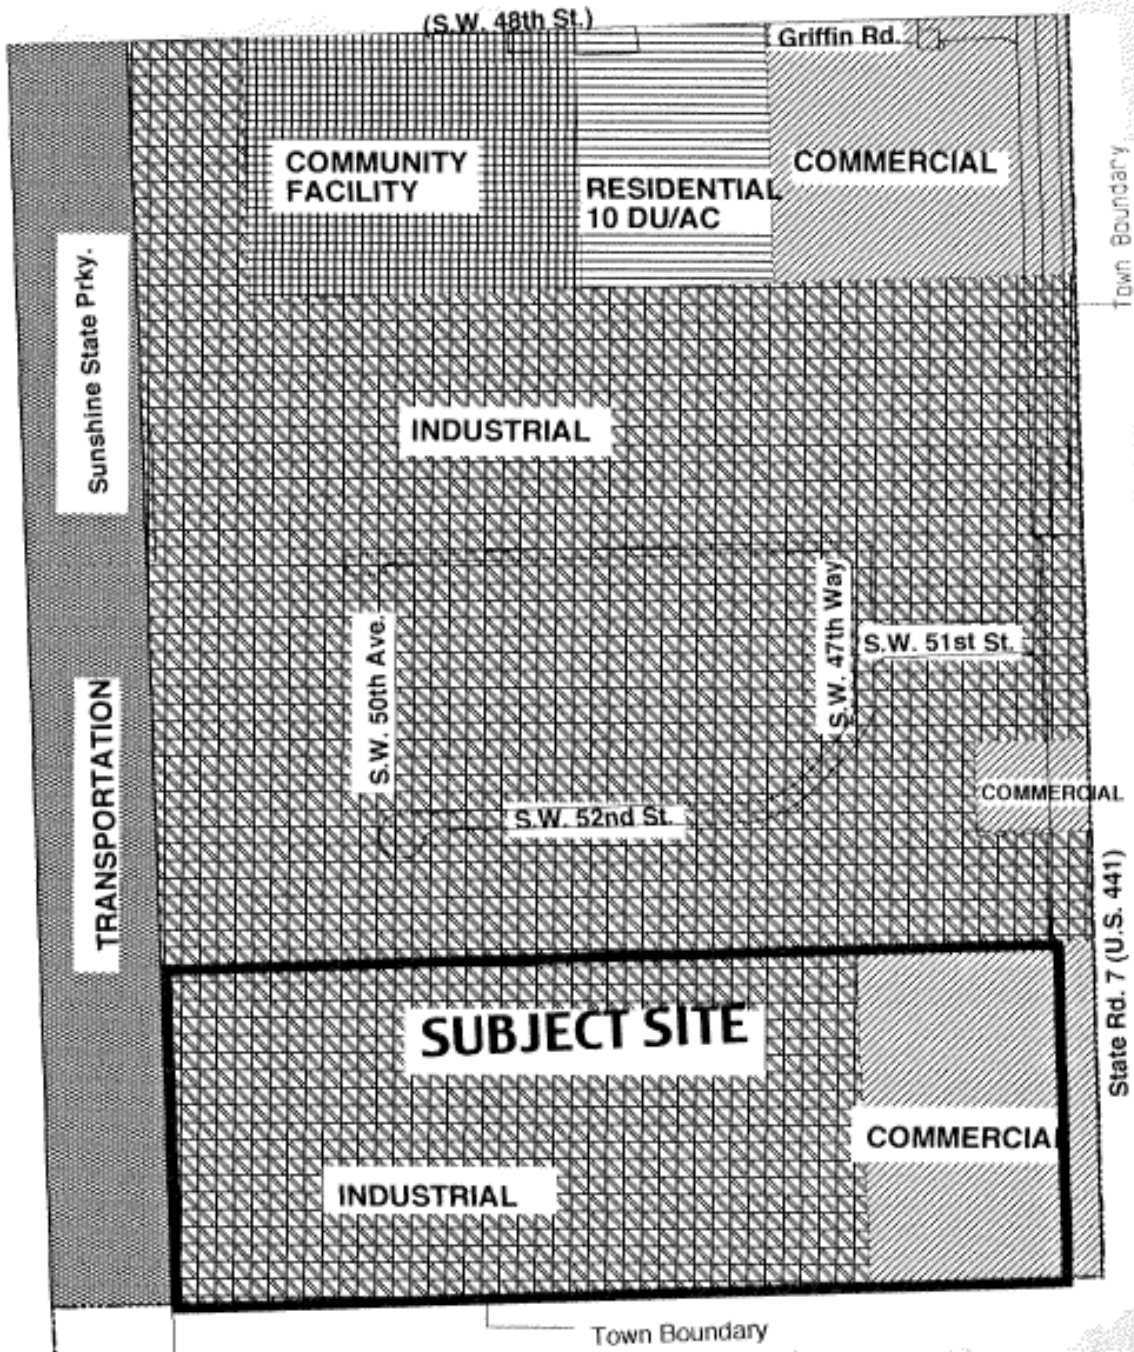 (S.W. 48th St.)
Griffin Rd.
COMMUNITY
FACILITY
RESIDENTIAL
10 DU/AC
COMMERCIAL
Town Boundary
Sunshine State Prky.
INDUSTRIAL
S.W. 50th Ave.
S.W. 47th Way
S.W. 51st St.
TRANSPORTATION
COMMERCIAL
S.W. 52nd St.
State Rd. 7 (U.S. 441)
SUBJECT SITE
COMMERCIAL
INDUSTRIAL
Town Boundary